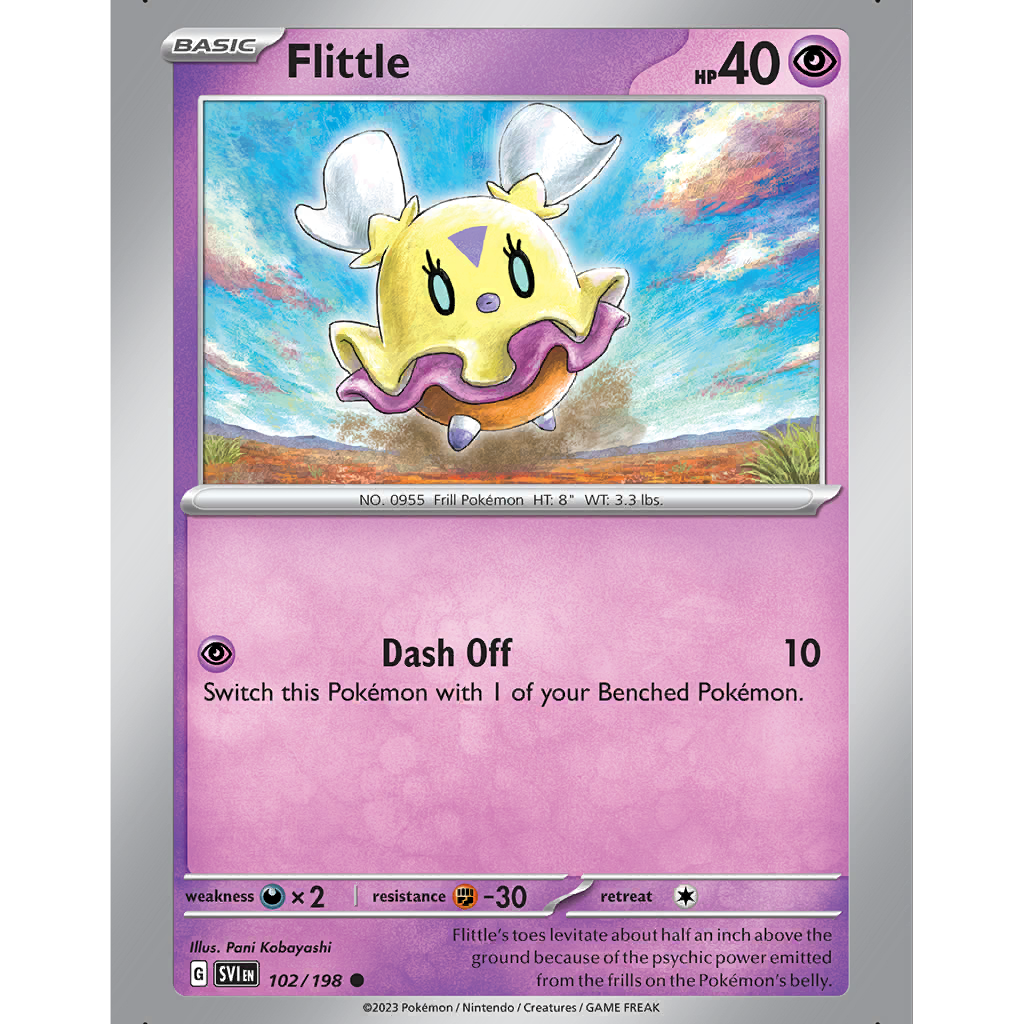 BASIC Flittle HP 40
NO. 0955 Frill Pokémon HT: 8" WT: 3.3 lbs.
Dash Off 10
Switch this Pokémon with 1 of your Benched Pokémon.
weakness ×2 resistance -30 retreat
Illus. Pani Kobayashi
Flittle's toes levitate about half an inch above the
ground because of the psychic power emitted
from the frills on the Pokémon's belly.
G SVI EN 102/198
©2023 Pokémon / Nintendo / Creatures / GAME FREAK